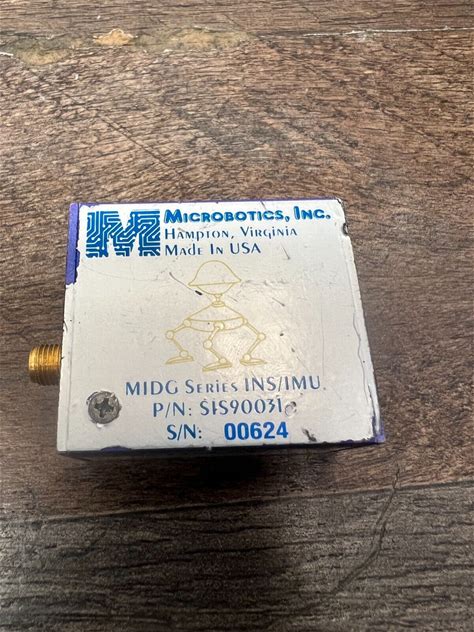 M MICROBOTICS, INC.
HAMPTON, VIRGINIA
MADE IN USA
MIDG SERIES INS/IMU
P/N: SIS90031
S/N: 00624